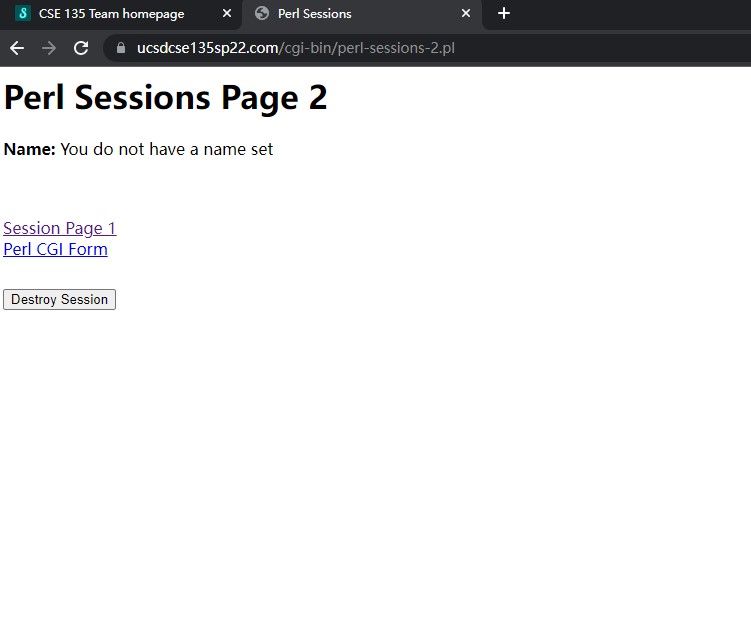 CSE 135 Team homepage
Perl Sessions
ucsdcse135sp22.com/cgi-bin/perl-sessions-2.pl
Perl Sessions Page 2
Name: You do not have a name set
Session Page 1
Perl CGI Form
Destroy Session